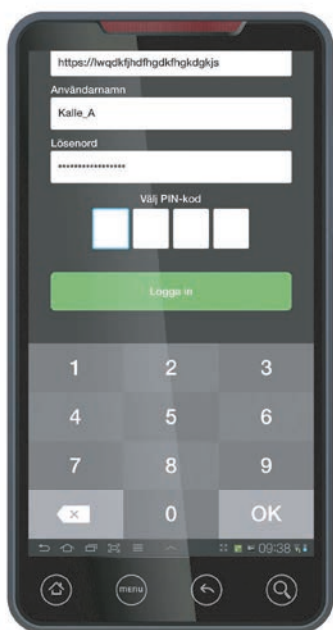 https://lwqdkfjhdfhgdkfhgkdgkjs
Användarnamn
Kalle_A
Lösenord
****************
Välj PIN-kod
Logga in
1 2 3
4 5 6
7 8 9
0 OK
09:38
menu